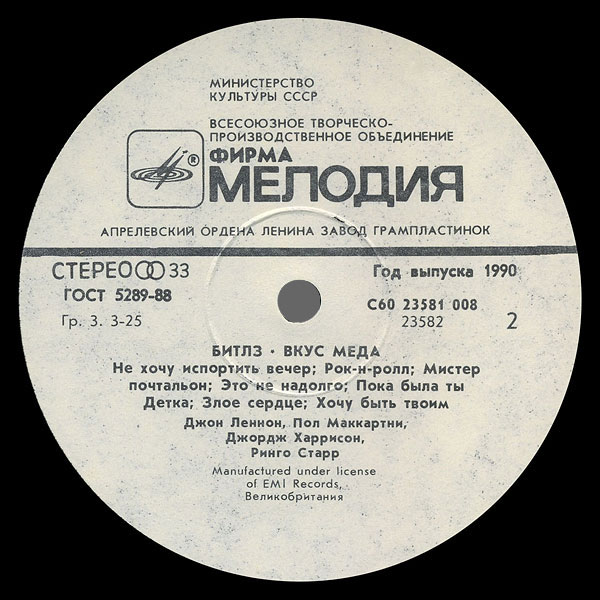 МИНИСТЕРСТВО
КУЛЬТУРЫ СССР
ВСЕСОЮЗНОЕ ТВОРЧЕСКО-
ПРОИЗВОДСТВЕННОЕ ОБЪЕДИНЕНИЕ
®
ФИРМА
МЕЛОДИЯ
АПРЕЛЕВСКИЙ ОРДЕНА ЛЕНИНА ЗАВОД ГРАМПЛАСТИНОК
СТЕРЕО 33
Год выпуска 1990
ГОСТ 5289-88
С60 23581 008
Гр. 3. 3-25
23582
2
БИТЛЗ · ВКУС МЕДА
Не хочу испортить вечер; Рок-н-ролл; Мистер
почтальон; Это не надолго; Пока была ты
Детка; Злое сердце; Хочу быть твоим
Джон Леннон, Пол Маккартни,
Джордж Харрисон,
Ринго Старр
Manufactured under license
of EMI Records,
Великобритания